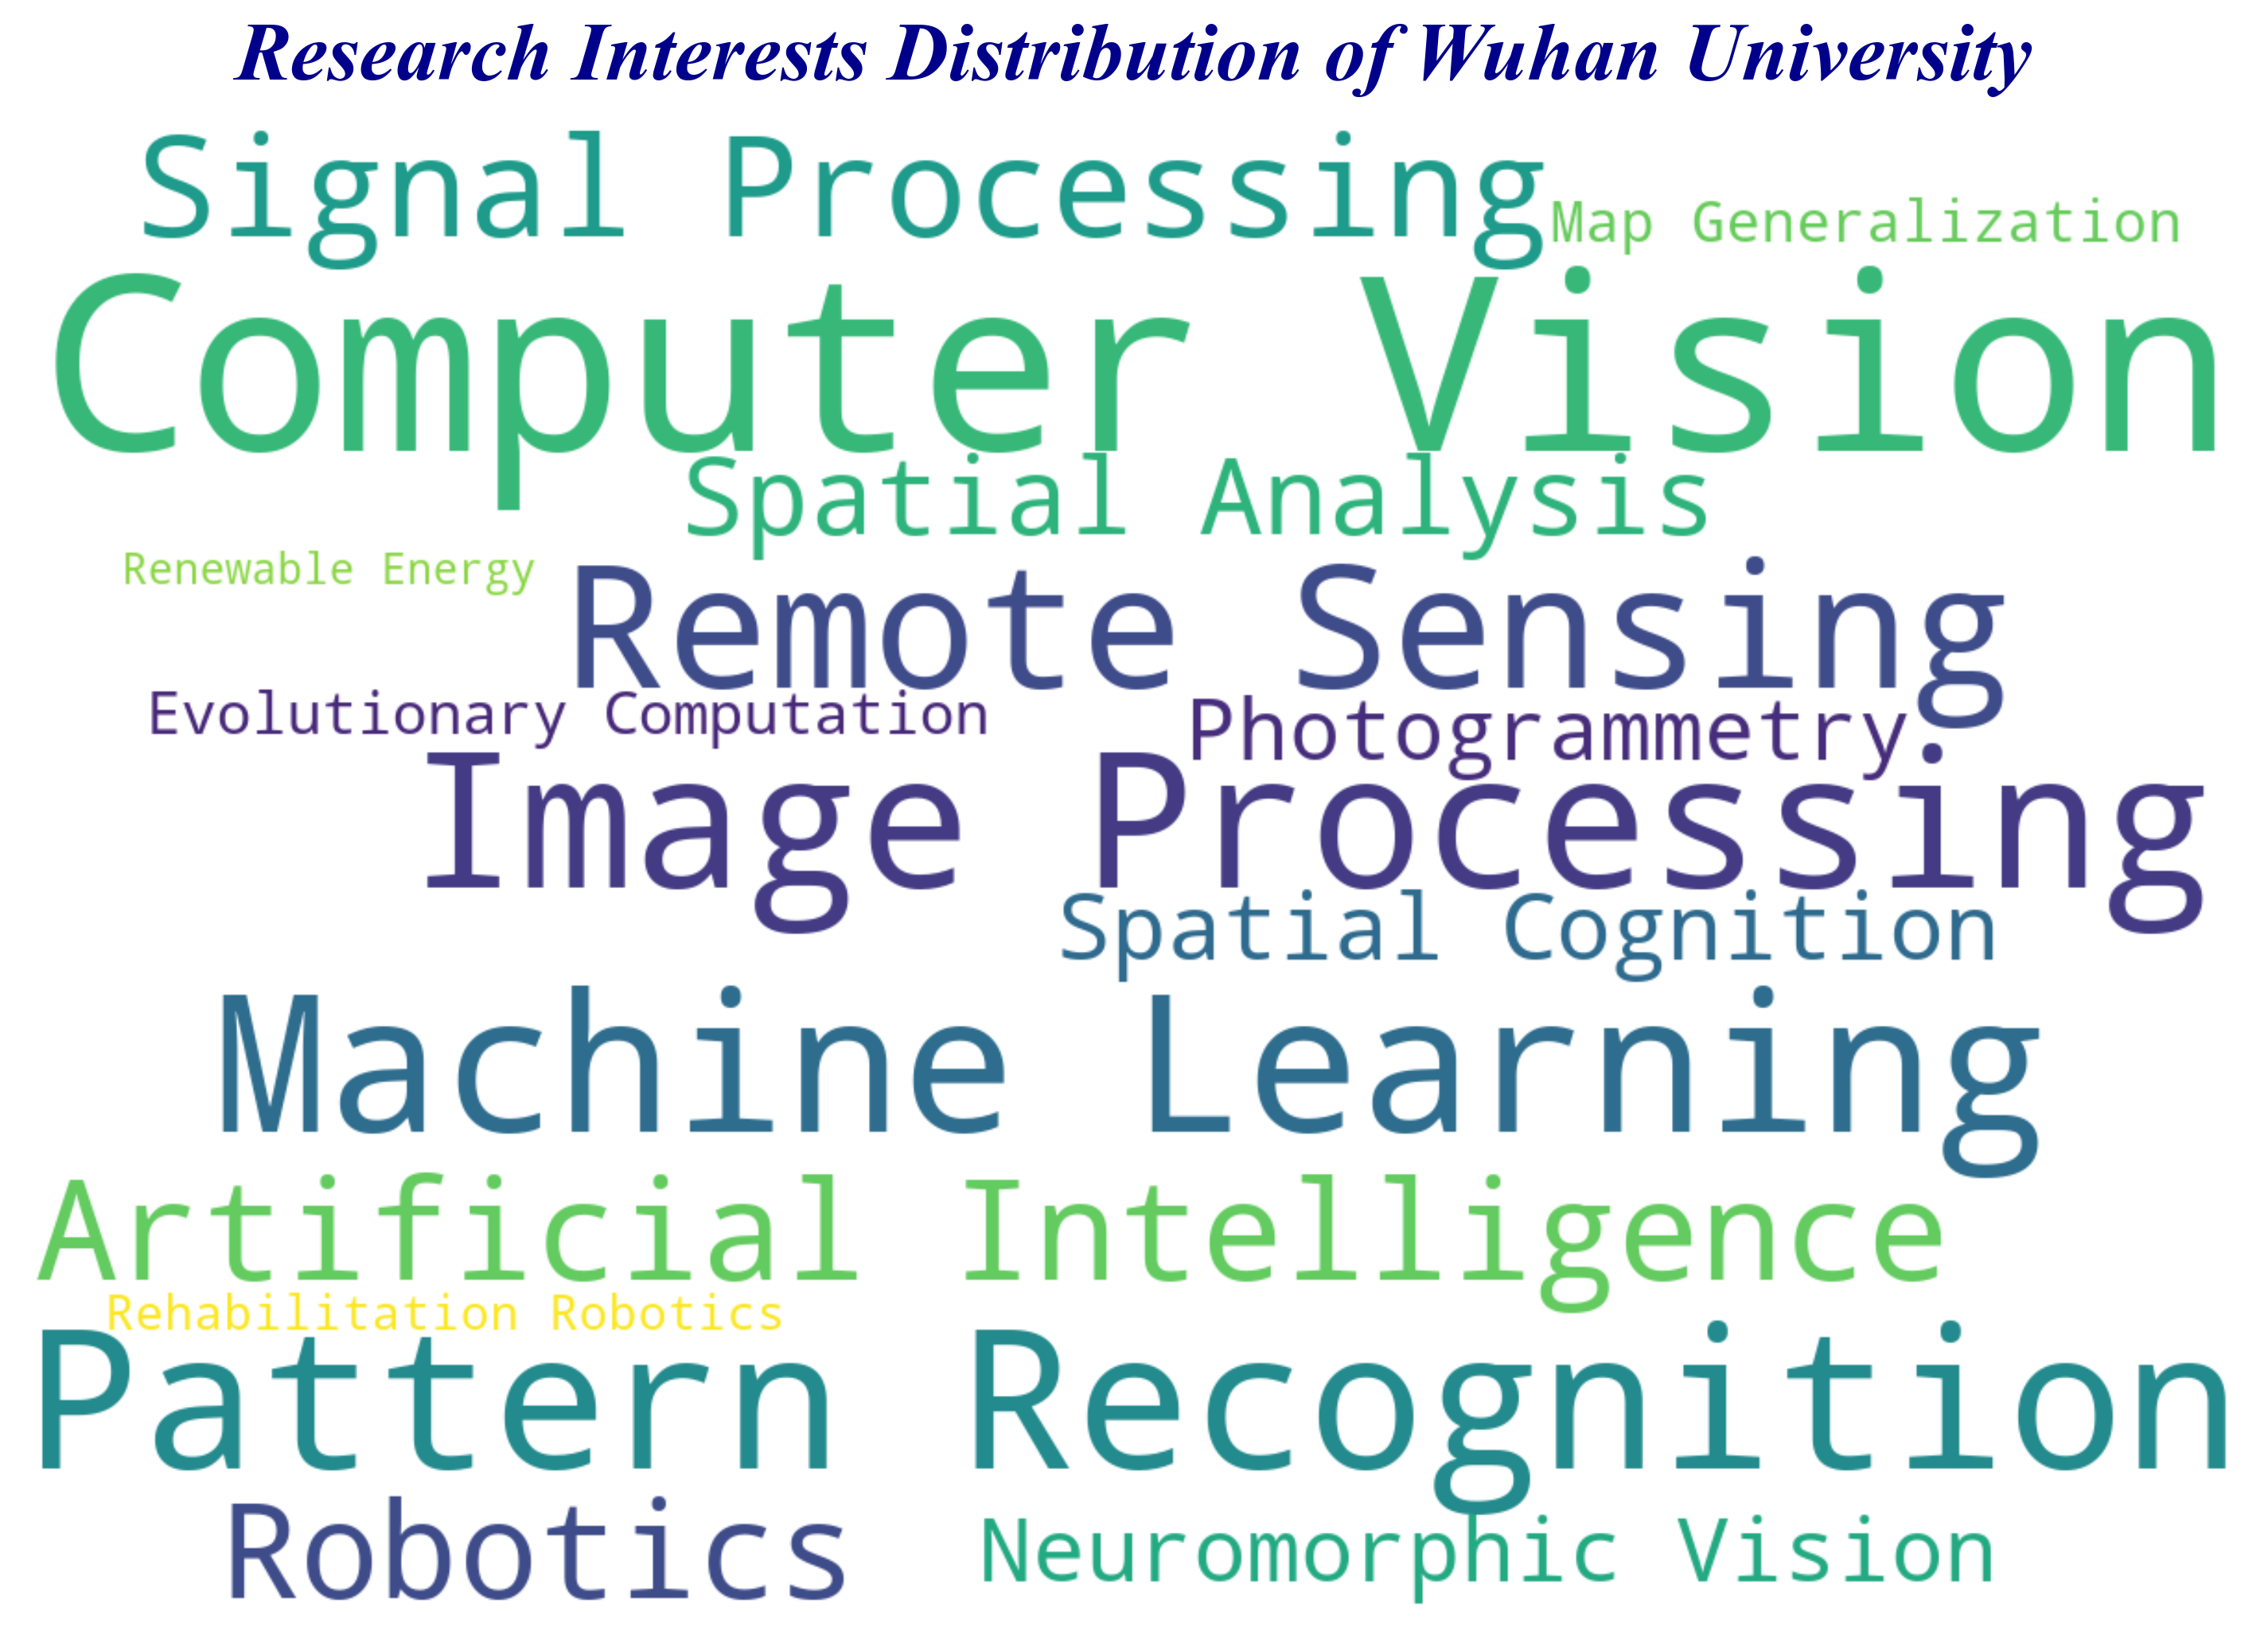 Research Interests Distribution of Wuhan University
Signal Processing
Map Generalization
Computer Vision
Spatial Analysis
Renewable Energy
Remote Sensing
Evolutionary Computation
Photogrammetry
Image Processing
Spatial Cognition
Machine Learning
Artificial Intelligence
Rehabilitation Robotics
Pattern Recognition
Robotics
Neuromorphic Vision